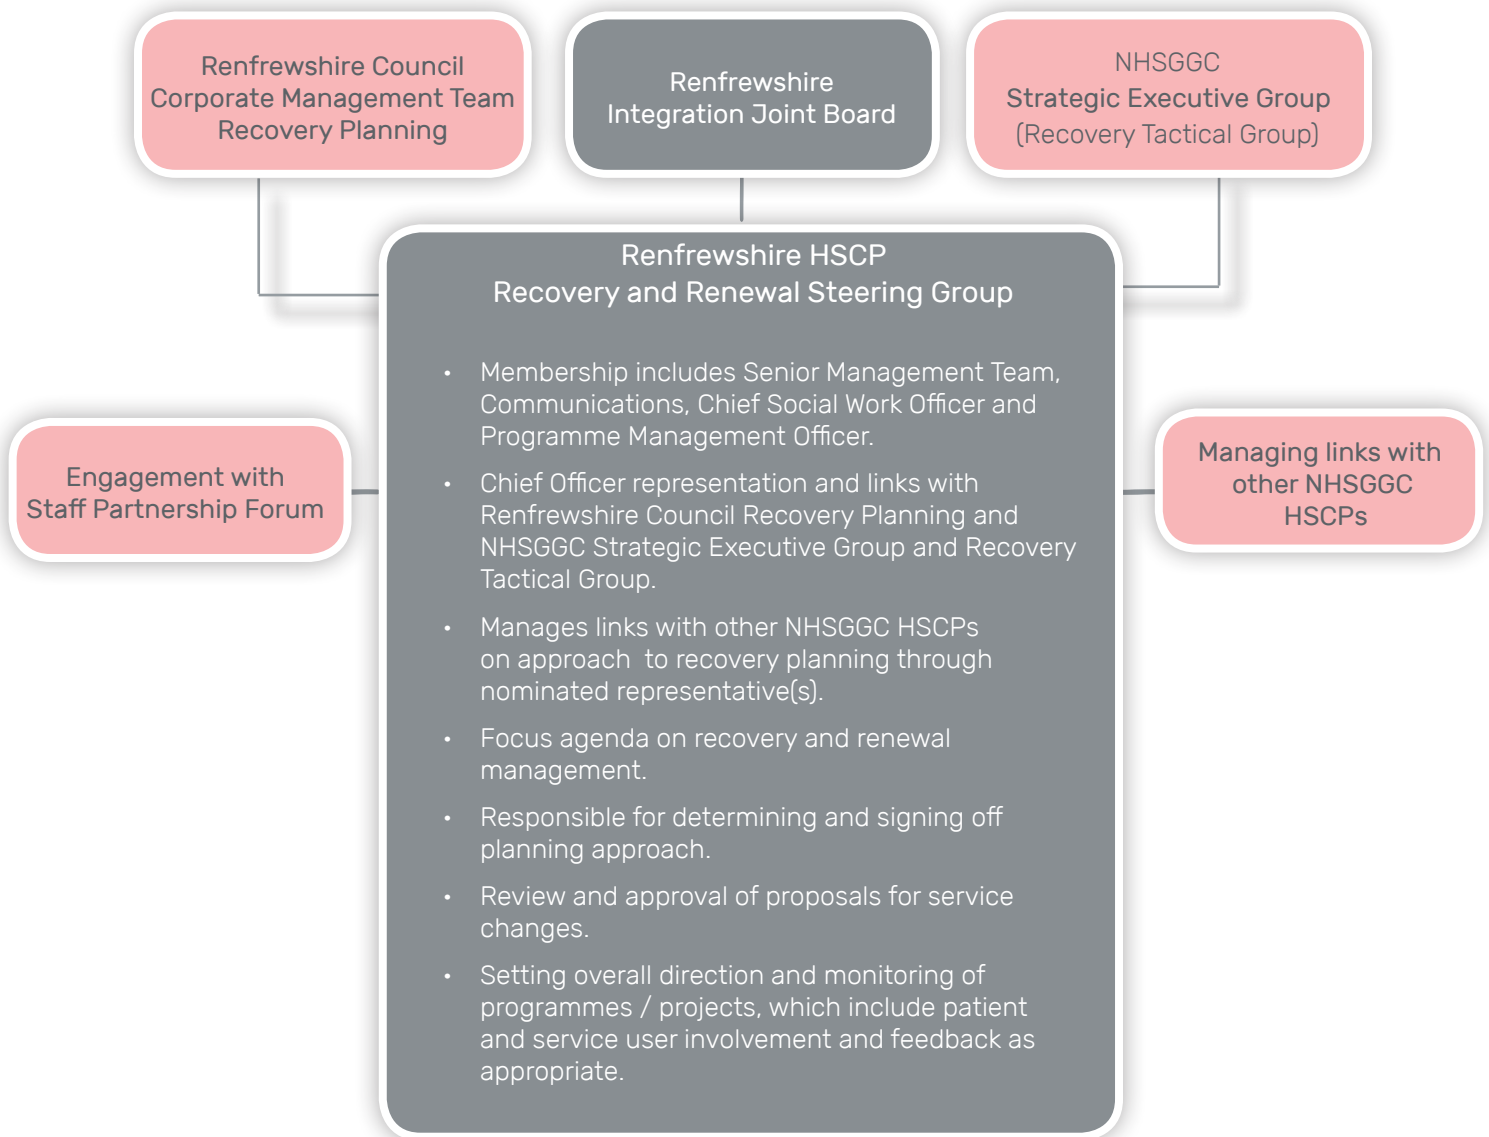 Renfrewshire Council
Corporate Management Team
Recovery Planning
Renfrewshire
Integration Joint Board
NHSGGC
Strategic Executive Group
(Recovery Tactical Group)
Renfrewshire HSCP
Recovery and Renewal Steering Group
• Membership includes Senior Management Team,
Communications, Chief Social Work Officer and
Programme Management Officer.
• Chief Officer representation and links with
Renfrewshire Council Recovery Planning and
NHSGGC Strategic Executive Group and Recovery
Tactical Group.
• Manages links with other NHSGGC HSCPs
on approach to recovery planning through
nominated representative(s).
• Focus agenda on recovery and renewal
management.
• Responsible for determining and signing off
planning approach.
• Review and approval of proposals for service
changes.
• Setting overall direction and monitoring of
programmes / projects, which include patient
and service user involvement and feedback as
appropriate.
Engagement with
Staff Partnership Forum
Managing links with
other NHSGGC
HSCPs